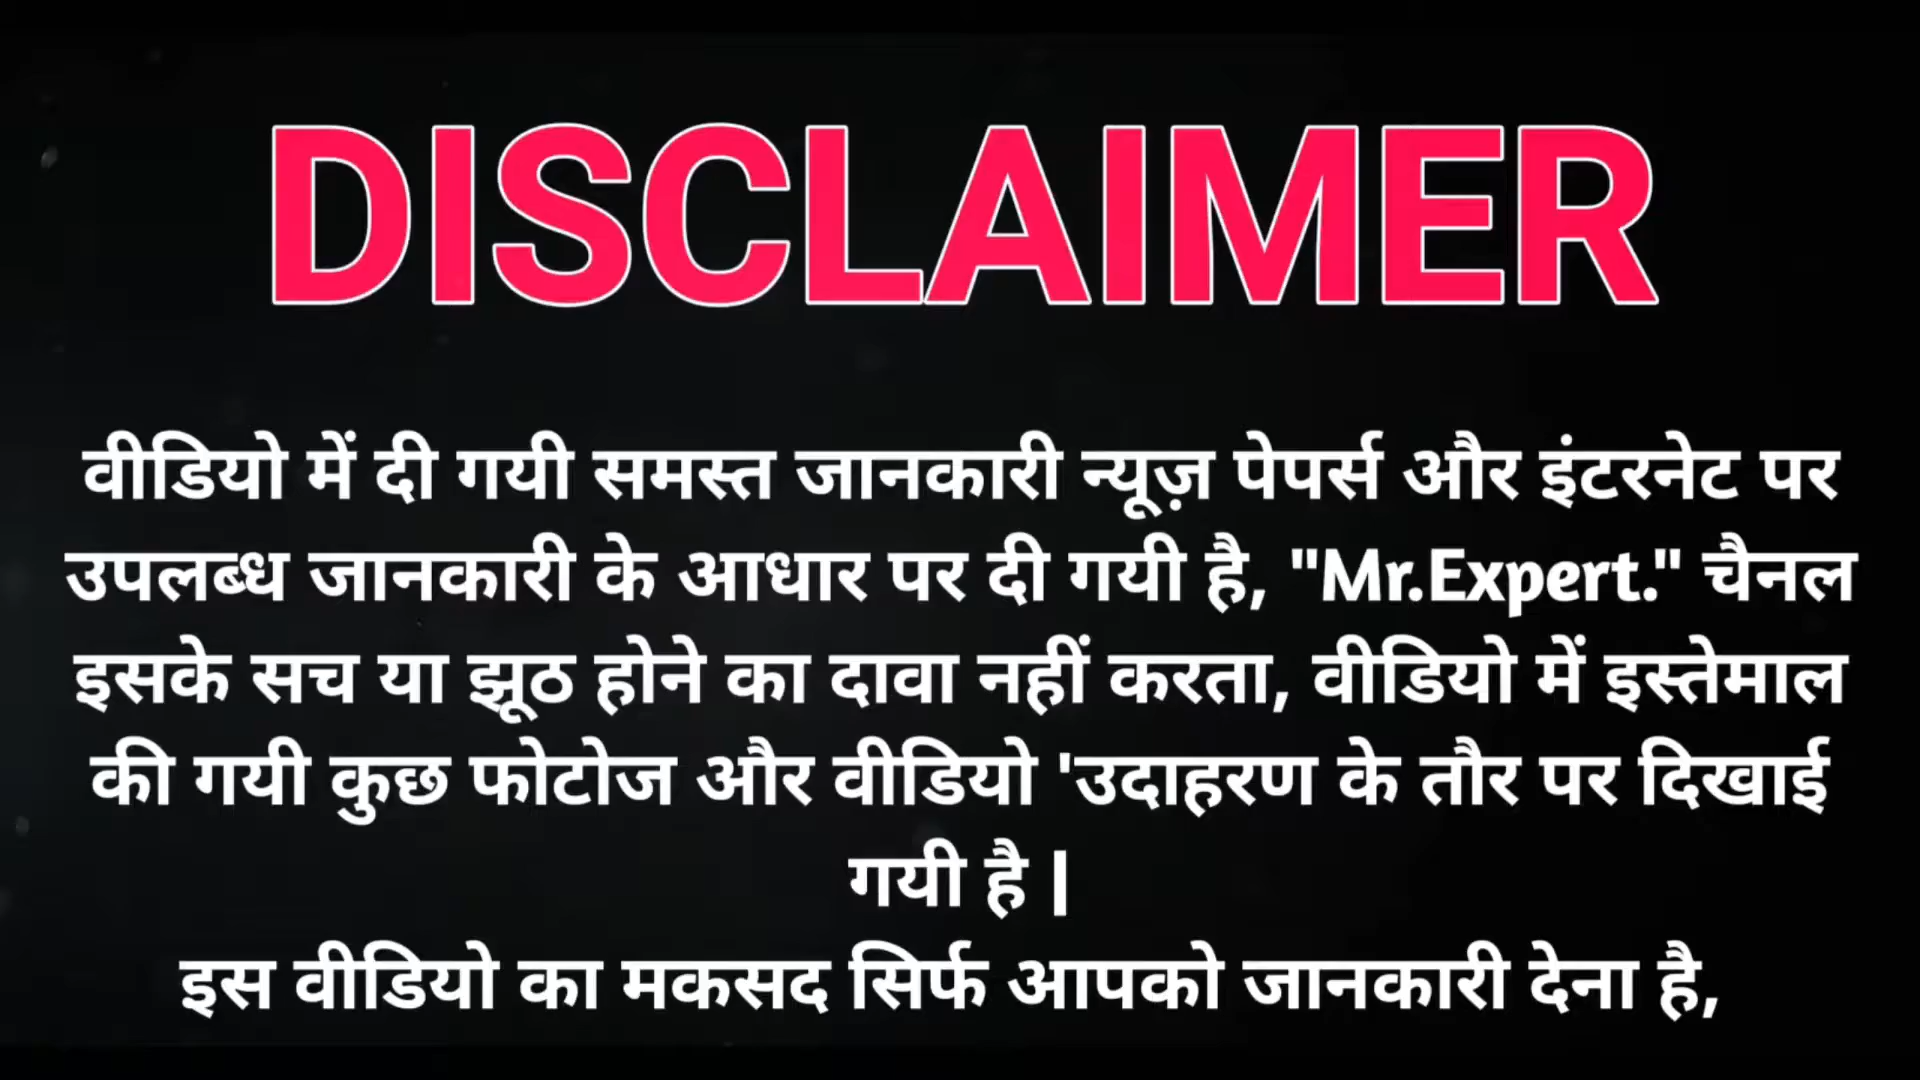 DISCLAIMER
वीडियो में दी गयी समस्त जानकारी न्यूज़ पेपर्स और इंटरनेट पर
उपलब्ध जानकारी के आधार पर दी गयी है, "Mr.Expert." चैनल
इसके सच या झूठ होने का दावा नहीं करता, वीडियो में इस्तेमाल
की गयी कुछ फोटोज और वीडियो 'उदाहरण के तौर पर दिखाई
गयी है |
इस वीडियो का मकसद सिर्फ आपको जानकारी देना है,